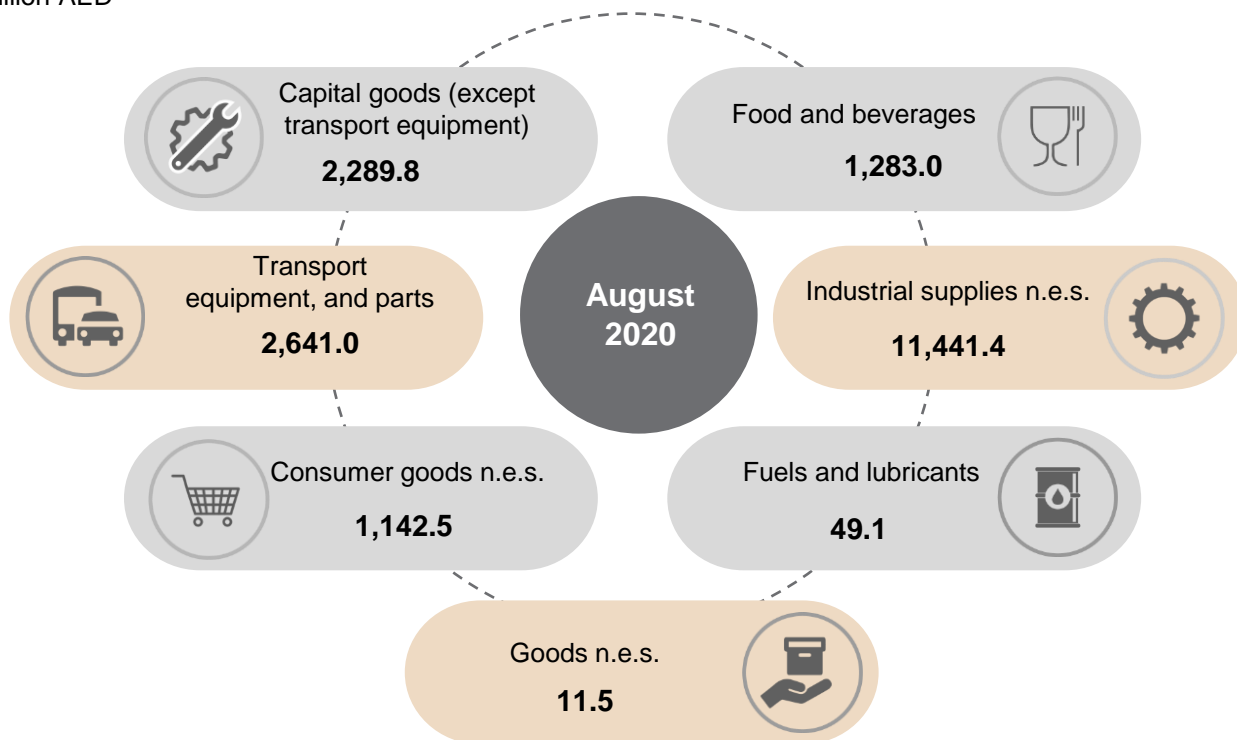 AED
Capital goods (except
transport equipment)
2,289.8
Food and beverages
1,283.0
Transport
equipment, and parts
2,641.0
August
2020
Industrial supplies n.e.s.
11,441.4
Consumer goods n.e.s.
1,142.5
Fuels and lubricants
49.1
Goods n.e.s.
11.5